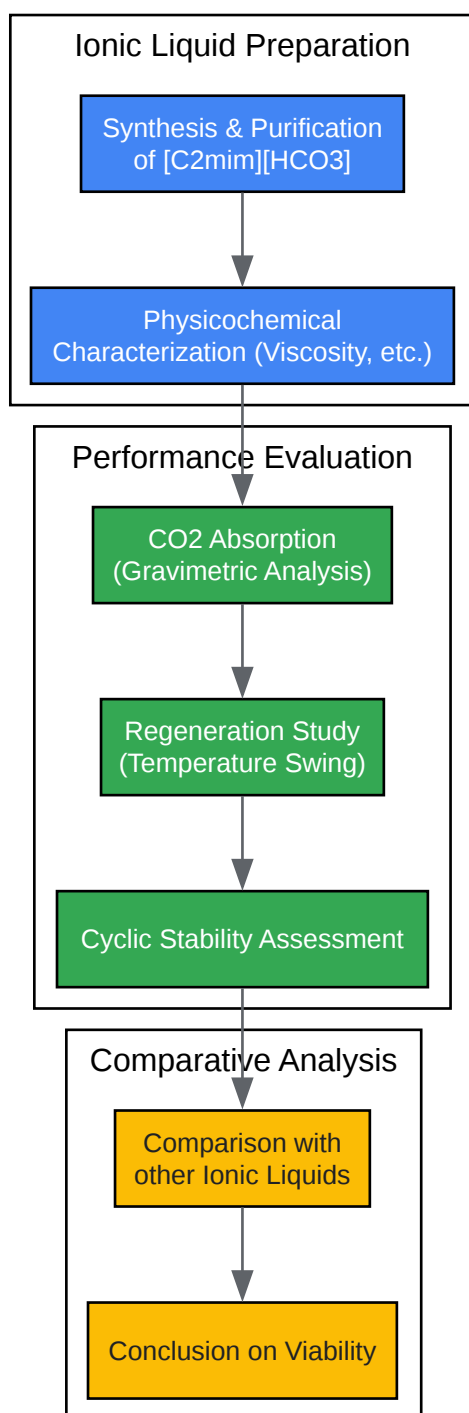 Ionic Liquid Preparation
Synthesis & Purification
of [C2mim][HCO3]
Physicochemical
Characterization (Viscosity, etc.)
Performance Evaluation
CO2 Absorption
(Gravimetric Analysis)
Regeneration Study
(Temperature Swing)
Cyclic Stability Assessment
Comparative Analysis
Comparison with
other Ionic Liquids
Conclusion on Viability